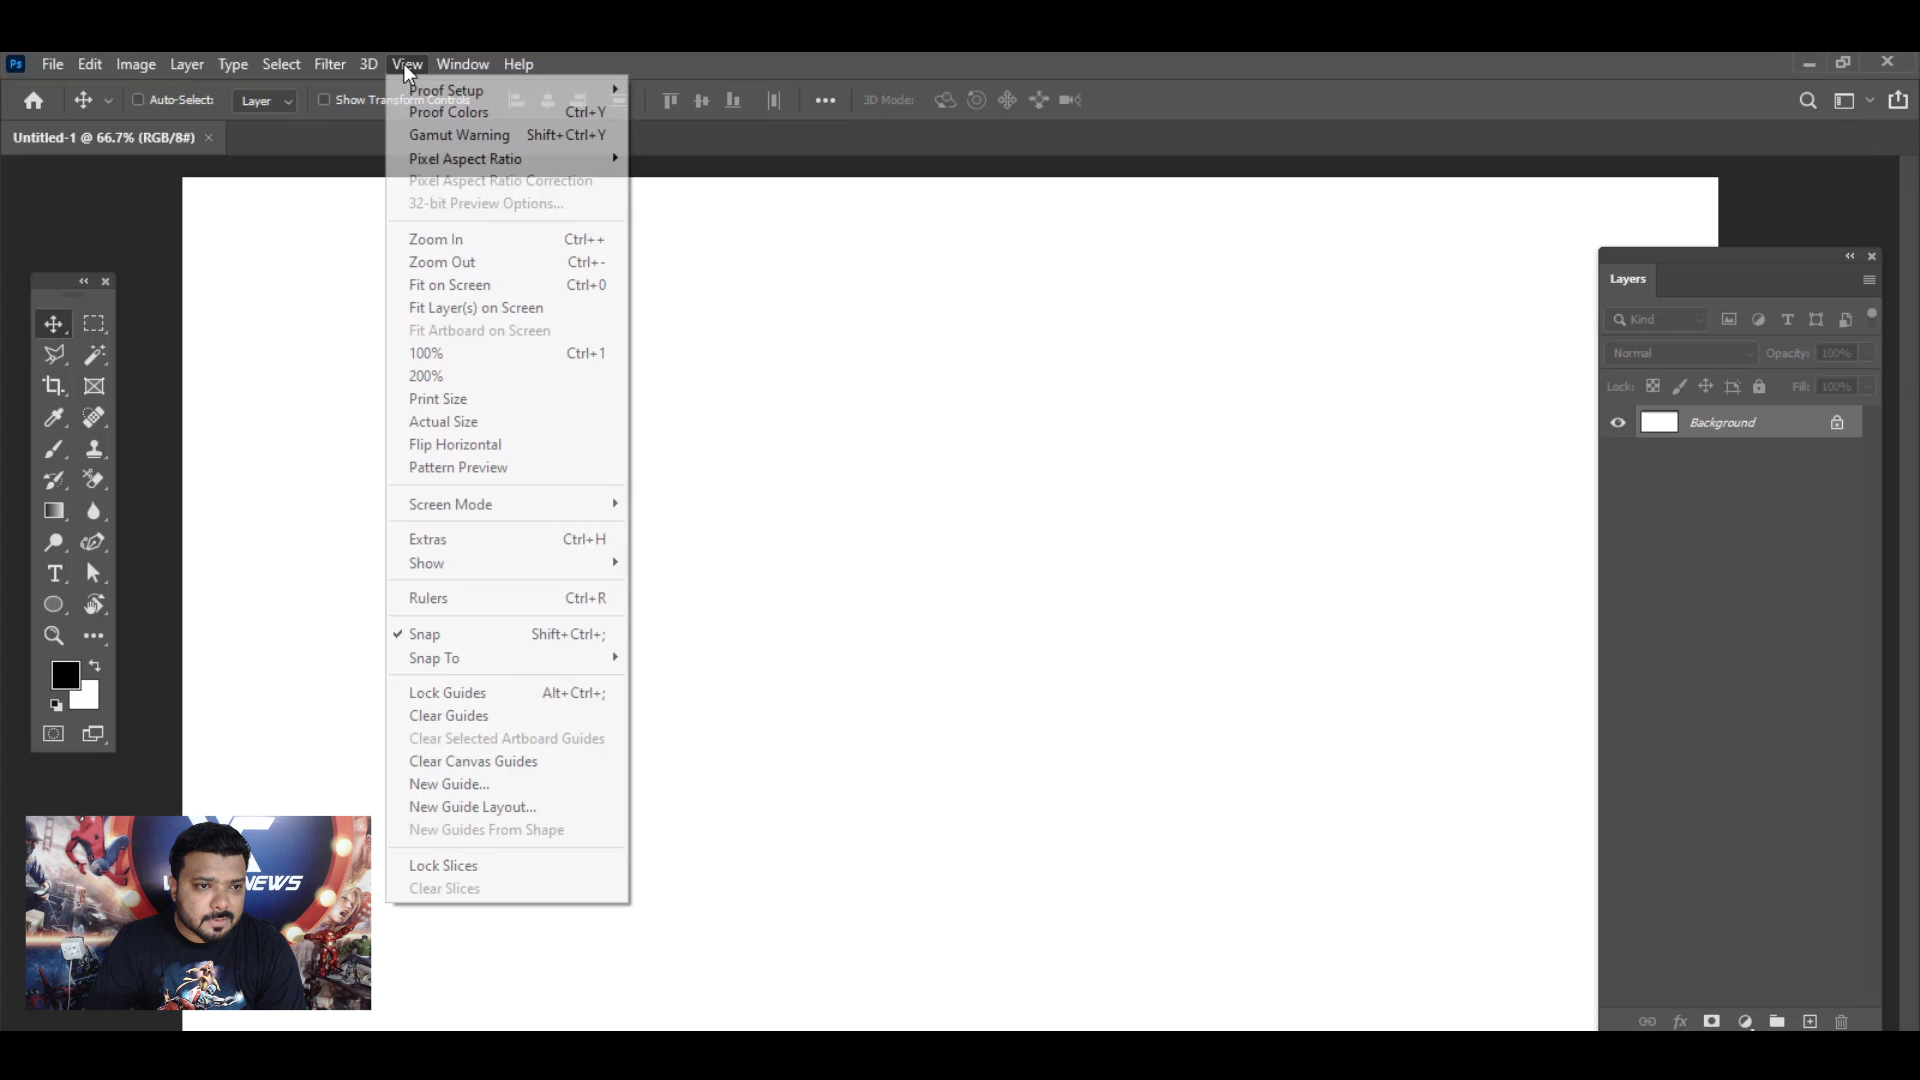 Ps File Edit Image Layer Type Select Filter 3D View Window Help
Auto-Select: Layer Show Transform Controls 3D Mode:
Untitled-1 @ 66.7% (RGB/8#)
Proof Setup
Proof Colors Ctrl+Y
Gamut Warning Shift+Ctrl+Y
Pixel Aspect Ratio
Pixel Aspect Ratio Correction
32-bit Preview Options...
Zoom In Ctrl++
Zoom Out Ctrl+-
Fit on Screen Ctrl+0
Fit Layer(s) on Screen
Fit Artboard on Screen
100% Ctrl+1
200%
Print Size
Actual Size
Flip Horizontal
Pattern Preview
Screen Mode
Extras Ctrl+H
Show
Rulers Ctrl+R
Snap Shift+Ctrl+;
Snap To
Lock Guides Alt+Ctrl+;
Clear Guides
Clear Selected Artboard Guides
Clear Canvas Guides
New Guide...
New Guide Layout...
New Guides From Shape
Lock Slices
Clear Slices
Layers
Kind
Normal Opacity: 100%
Lock: Fill: 100%
Background
fx
NEWS